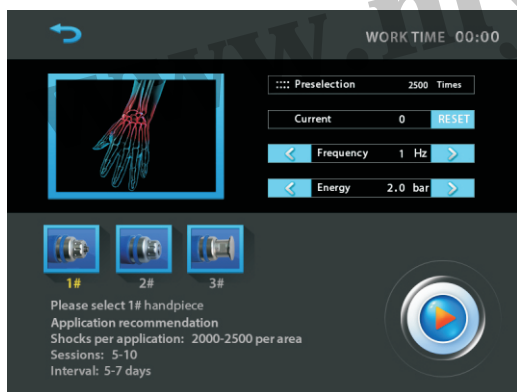 WORK TIME 00:00
:::: Preselection 2500 Times
Current 0 RESET
Frequency 1 Hz
Energy 2.0 bar
1# 2# 3#
Please select 1# handpiece
Application recommendation
Shocks per application: 2000-2500 per area
Sessions: 5-10
Interval: 5-7 days